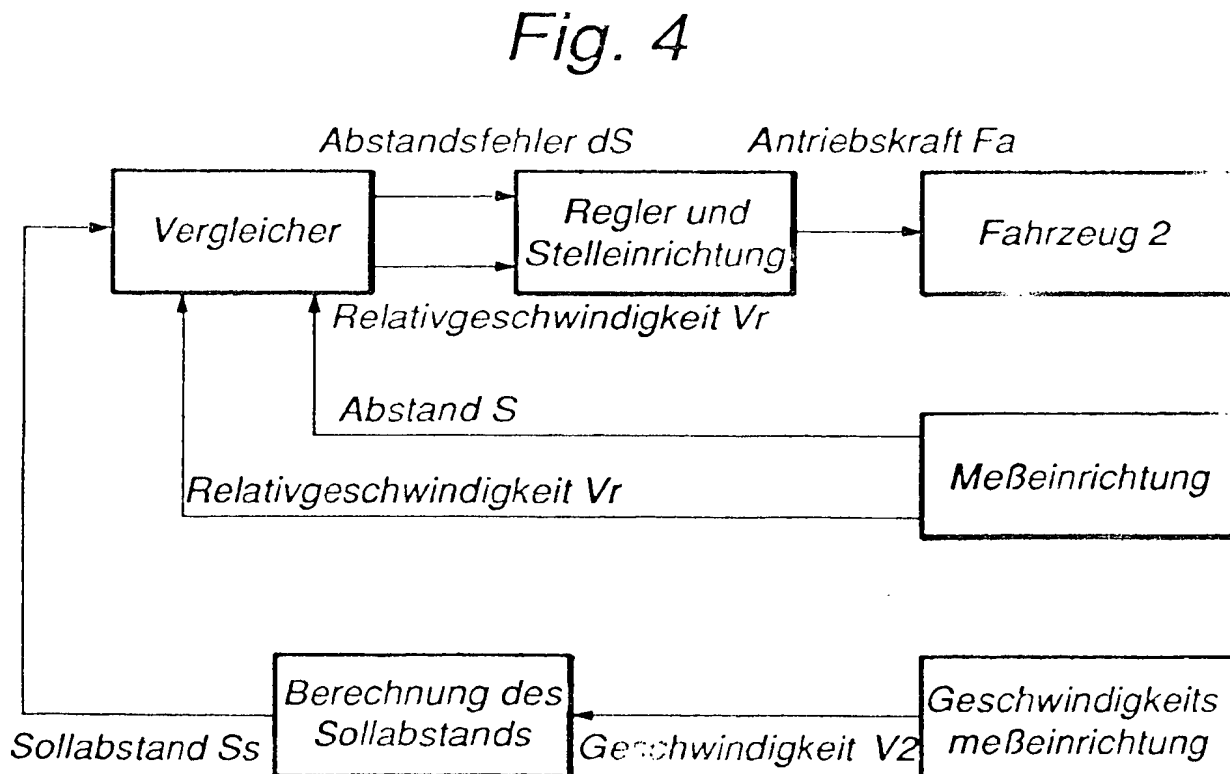 Fig. 4
Abstandsfehler dS
Antriebskraft Fa
Vergleicher
Regler und
Stelleinrichtung
Fahrzeug 2
Relativgeschwindigkeit Vr
Abstand S
Meßeinrichtung
Relativgeschwindigkeit Vr
Berechnung des
Sollabstands
Geschwindigkeits
meßeinrichtung
Sollabstand Ss
Geschwindigkeit V2